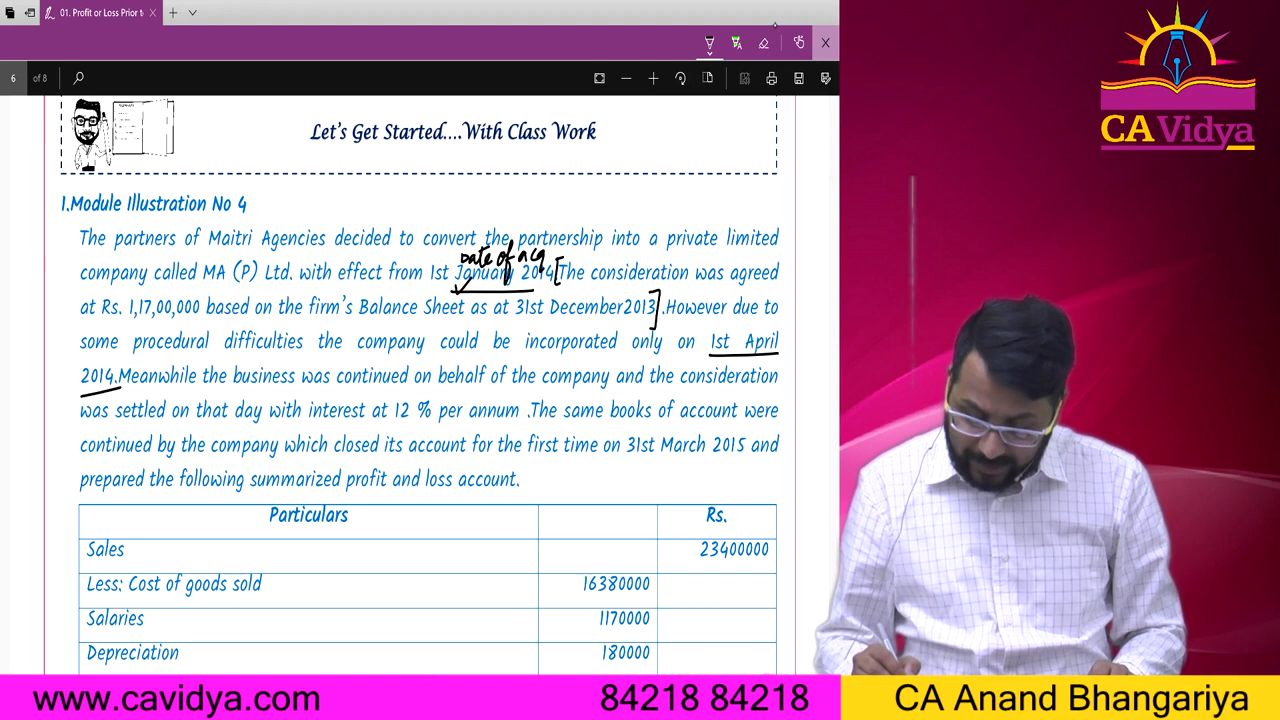 01. Profit or Loss Prior t
6 of 8
Let's Get Started....With Class Work
CA Vidya
1.Module Illustration No 4
The partners of Maitri Agencies decided to convert the partnership into a private limited
Date of acq
company called MA (P) Ltd. with effect from 1st January 2014[The consideration was agreed
at Rs. 1,17,00,000 based on the firm's Balance Sheet as at 31st December2013].However due to
some procedural difficulties the company could be incorporated only on 1st April
2014.Meanwhile the business was continued on behalf of the company and the consideration
was settled on that day with interest at 12 % per annum .The same books of account were
continued by the company which closed its account for the first time on 31st March 2015 and
prepared the following summarized profit and loss account.
Particulars Rs.
Sales 23400000
Less: Cost of goods sold 16380000
Salaries 1170000
Depreciation 180000
www.cavidya.com 84218 84218 CA Anand Bhangariya